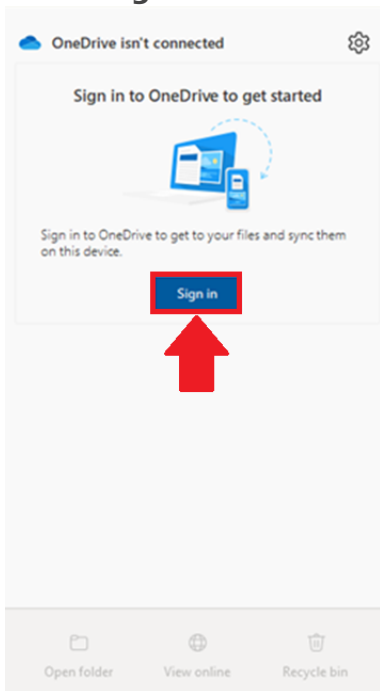 OneDrive isn't connected
Sign in to OneDrive to get started
Sign in to OneDrive to get to your files and sync them
on this device.
Sign in
Open folder View online Recycle bin